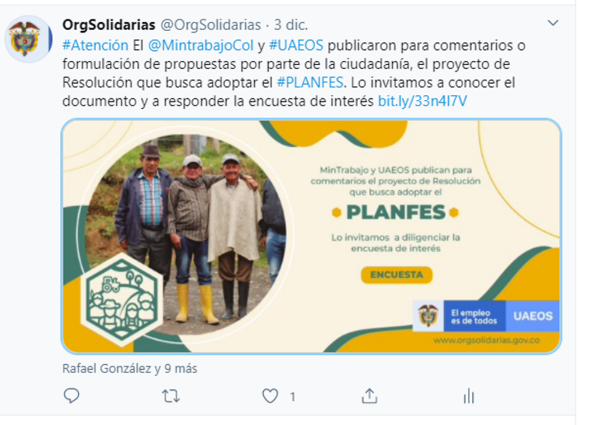 OrgSolidarias @OrgSolidarias · 3 dic.
#Atención El @MintrabajoCol y #UAEOS publicaron para comentarios o
formulación de propuestas por parte de la ciudadanía, el proyecto de
Resolución que busca adoptar el #PLANFES. Lo invitamos a conocer el
documento y a responder la encuesta de interés bit.ly/33n4I7V
MinTrabajo y UAEOS publican para
comentarios el proyecto de Resolución
que busca adoptar el
PLANFES
Lo invitamos a diligenciar la
encuesta de interés
ENCUESTA
El empleo
es de todos
UAEOS
www.orgsolidarias.gov.co
Rafael González y 9 más
1